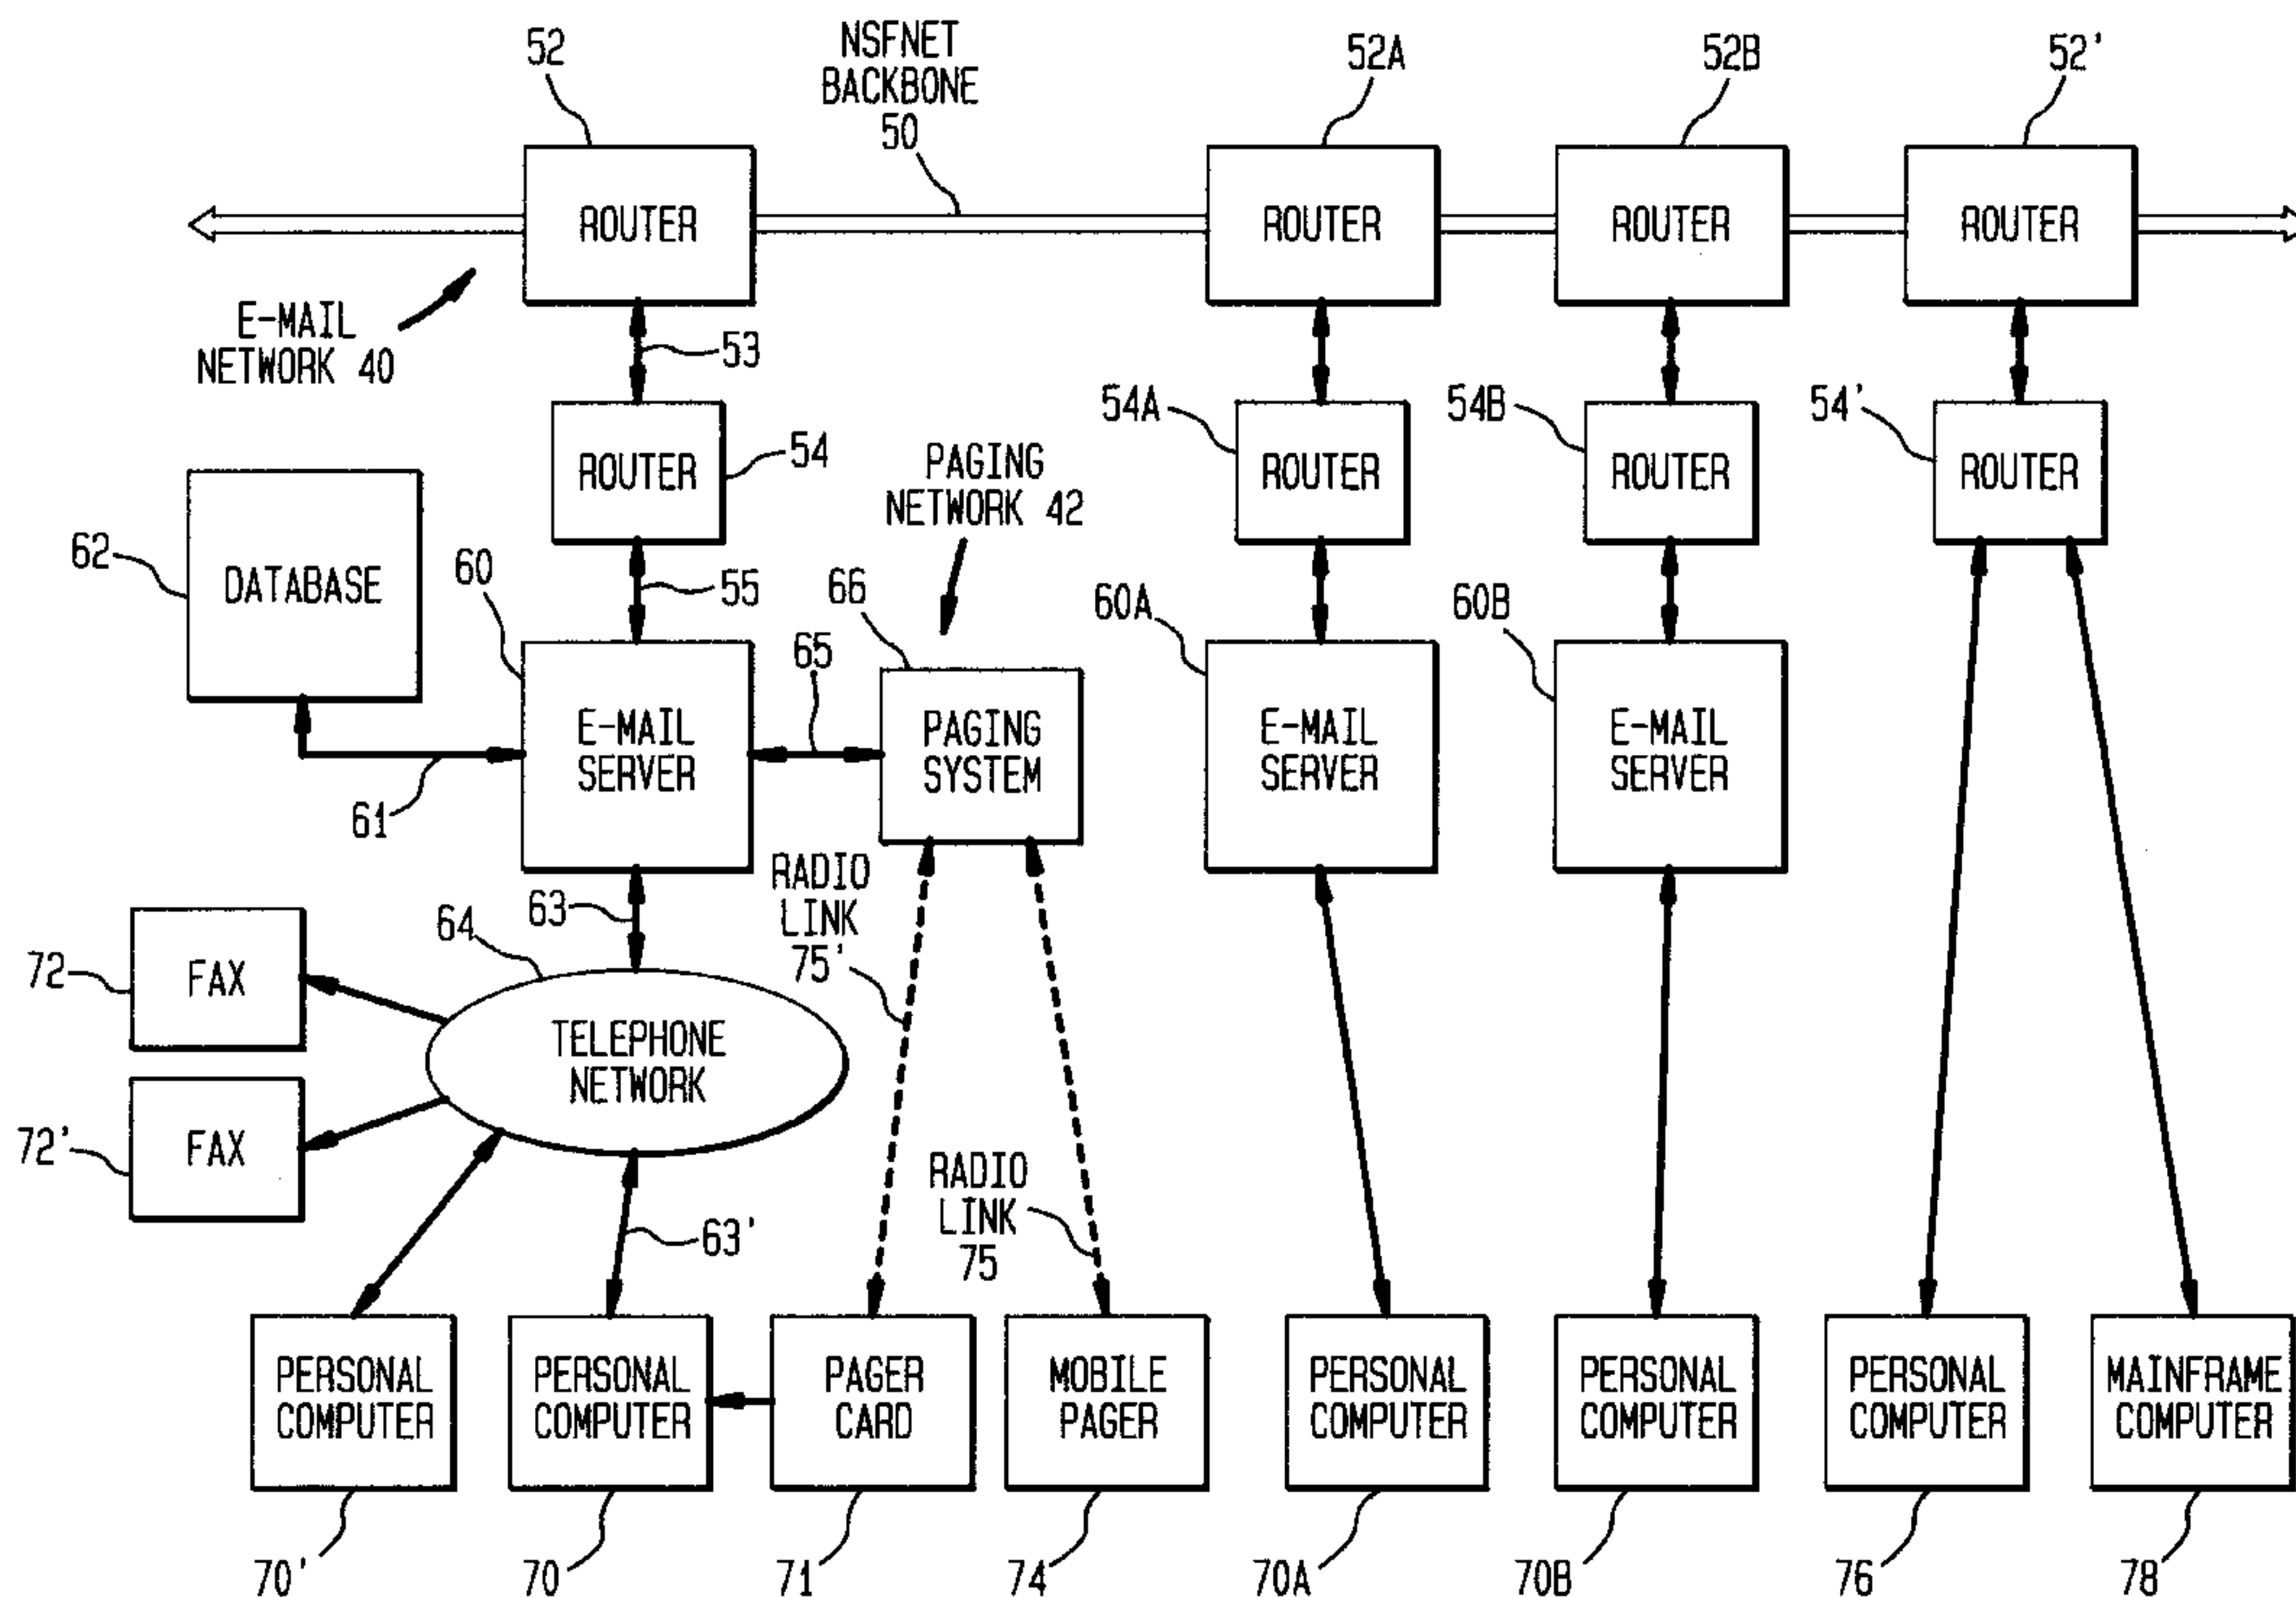 52
NSFNET
BACKBONE
50
52A
52B
52'
ROUTER
ROUTER
ROUTER
ROUTER
E-MAIL
NETWORK 40
53
54
ROUTER
PAGING
NETWORK 42
54A
ROUTER
54B
ROUTER
54'
ROUTER
62
DATABASE
60
55
66
60A
60B
65
E-MAIL
SERVER
PAGING
SYSTEM
E-MAIL
SERVER
E-MAIL
SERVER
61
RADIO
LINK
75'
63
64
72
FAX
TELEPHONE
NETWORK
72'
FAX
RADIO
LINK
75
63'
PERSONAL
COMPUTER
PERSONAL
COMPUTER
PAGER
CARD
MOBILE
PAGER
PERSONAL
COMPUTER
PERSONAL
COMPUTER
PERSONAL
COMPUTER
MAINFRAME
COMPUTER
70'
70
71
74
70A
70B
76
78